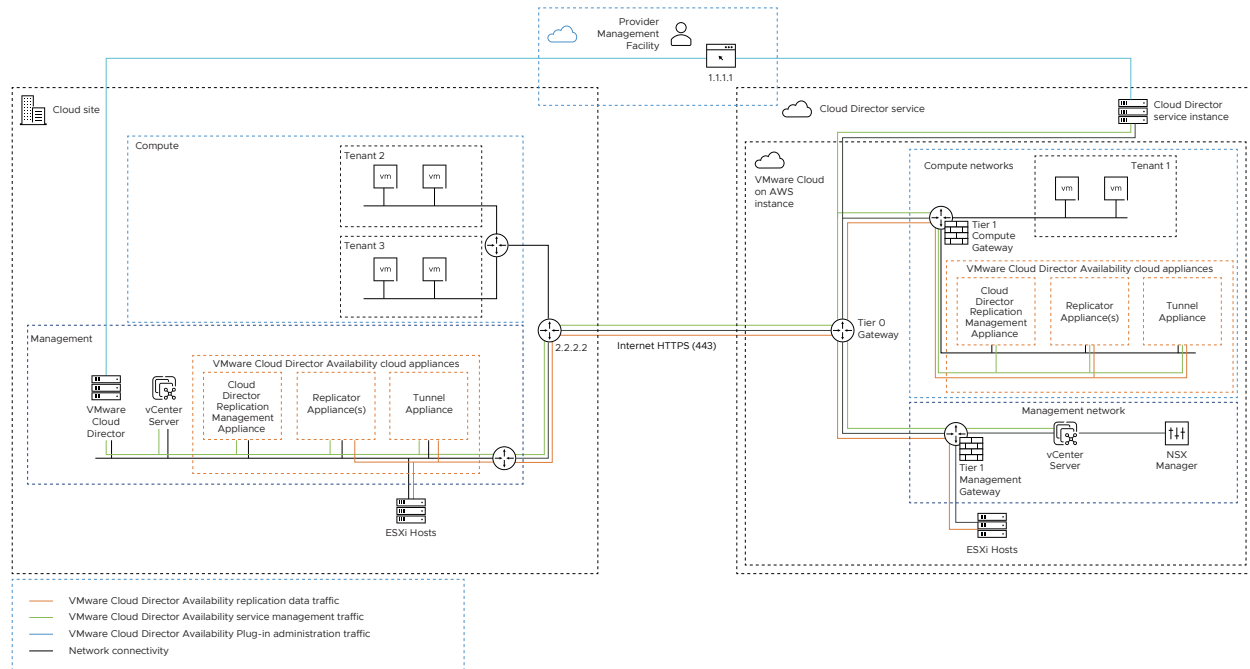 Provider
Management
Facility
1.1.1.1
Cloud site
Compute
Tenant 2
vm
vm
Tenant 3
vm
vm
Management
2.2.2.2
VMware Cloud Director Availability cloud appliances
VMware
Cloud
Director
vCenter
Server
Cloud
Director
Replication
Management
Appliance
Replicator
Appliance(s)
Tunnel
Appliance
ESXi Hosts
Internet HTTPS (443)
Cloud Director service
Cloud Director
service instance
VMware Cloud
on AWS
instance
Compute networks
Tenant 1
vm
vm
Tier 1
Compute
Gateway
VMware Cloud Director Availability cloud appliances
Cloud
Director
Replication
Management
Appliance
Replicator
Appliance(s)
Tunnel
Appliance
Tier 0
Gateway
Management network
Tier 1
Management
Gateway
vCenter
Server
NSX
Manager
ESXi Hosts
VMware Cloud Director Availability replication data traffic
VMware Cloud Director Availability service management traffic
VMware Cloud Director Availability Plug-in administration traffic
Network connectivity